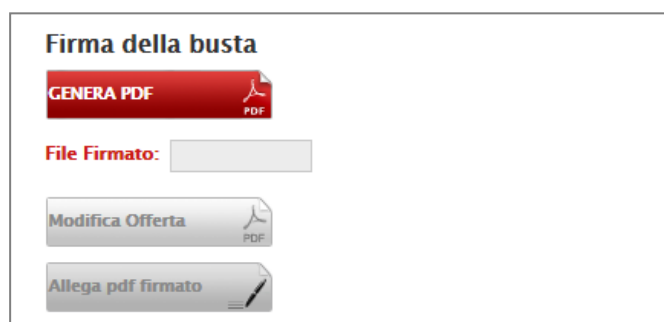 Firma della busta
GENERA PDF
PDF
File Firmato:
Modifica Offerta
PDF
Allega pdf firmato